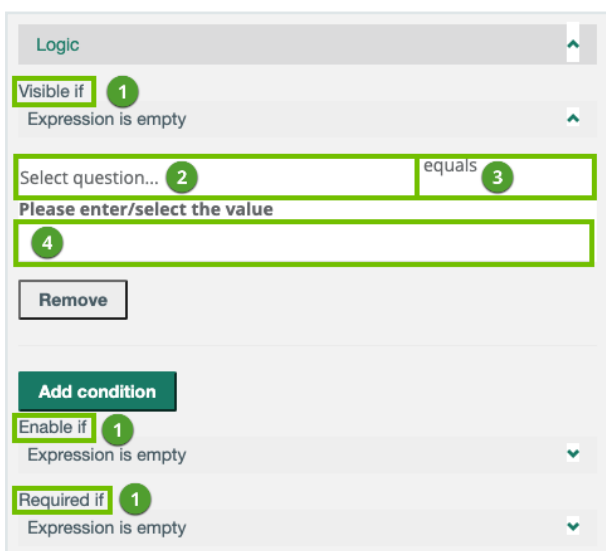 Logic
Visible if 1
Expression is empty
Select question... 2 equals 3
Please enter/select the value
4
Remove
Add condition
Enable if 1
Expression is empty
Required if 1
Expression is empty